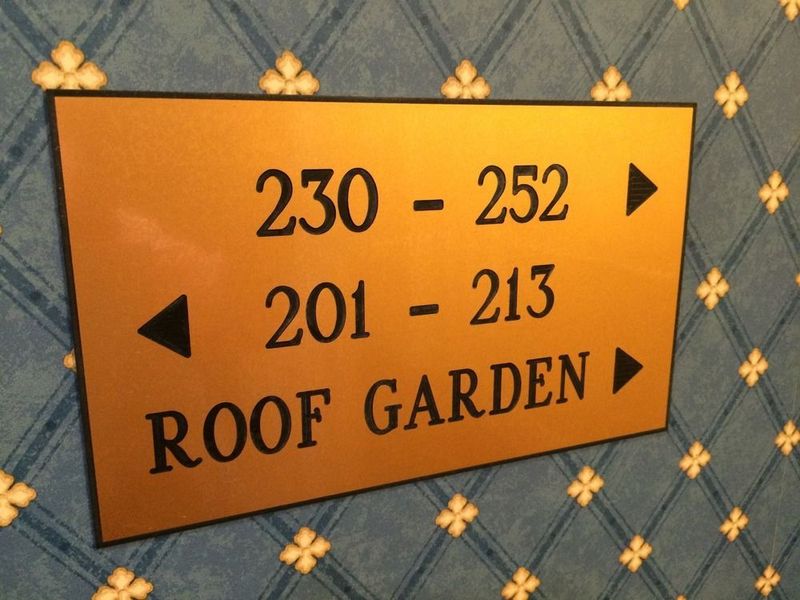 230 - 252 ▶
◀ 201 - 213
ROOF GARDEN ▶